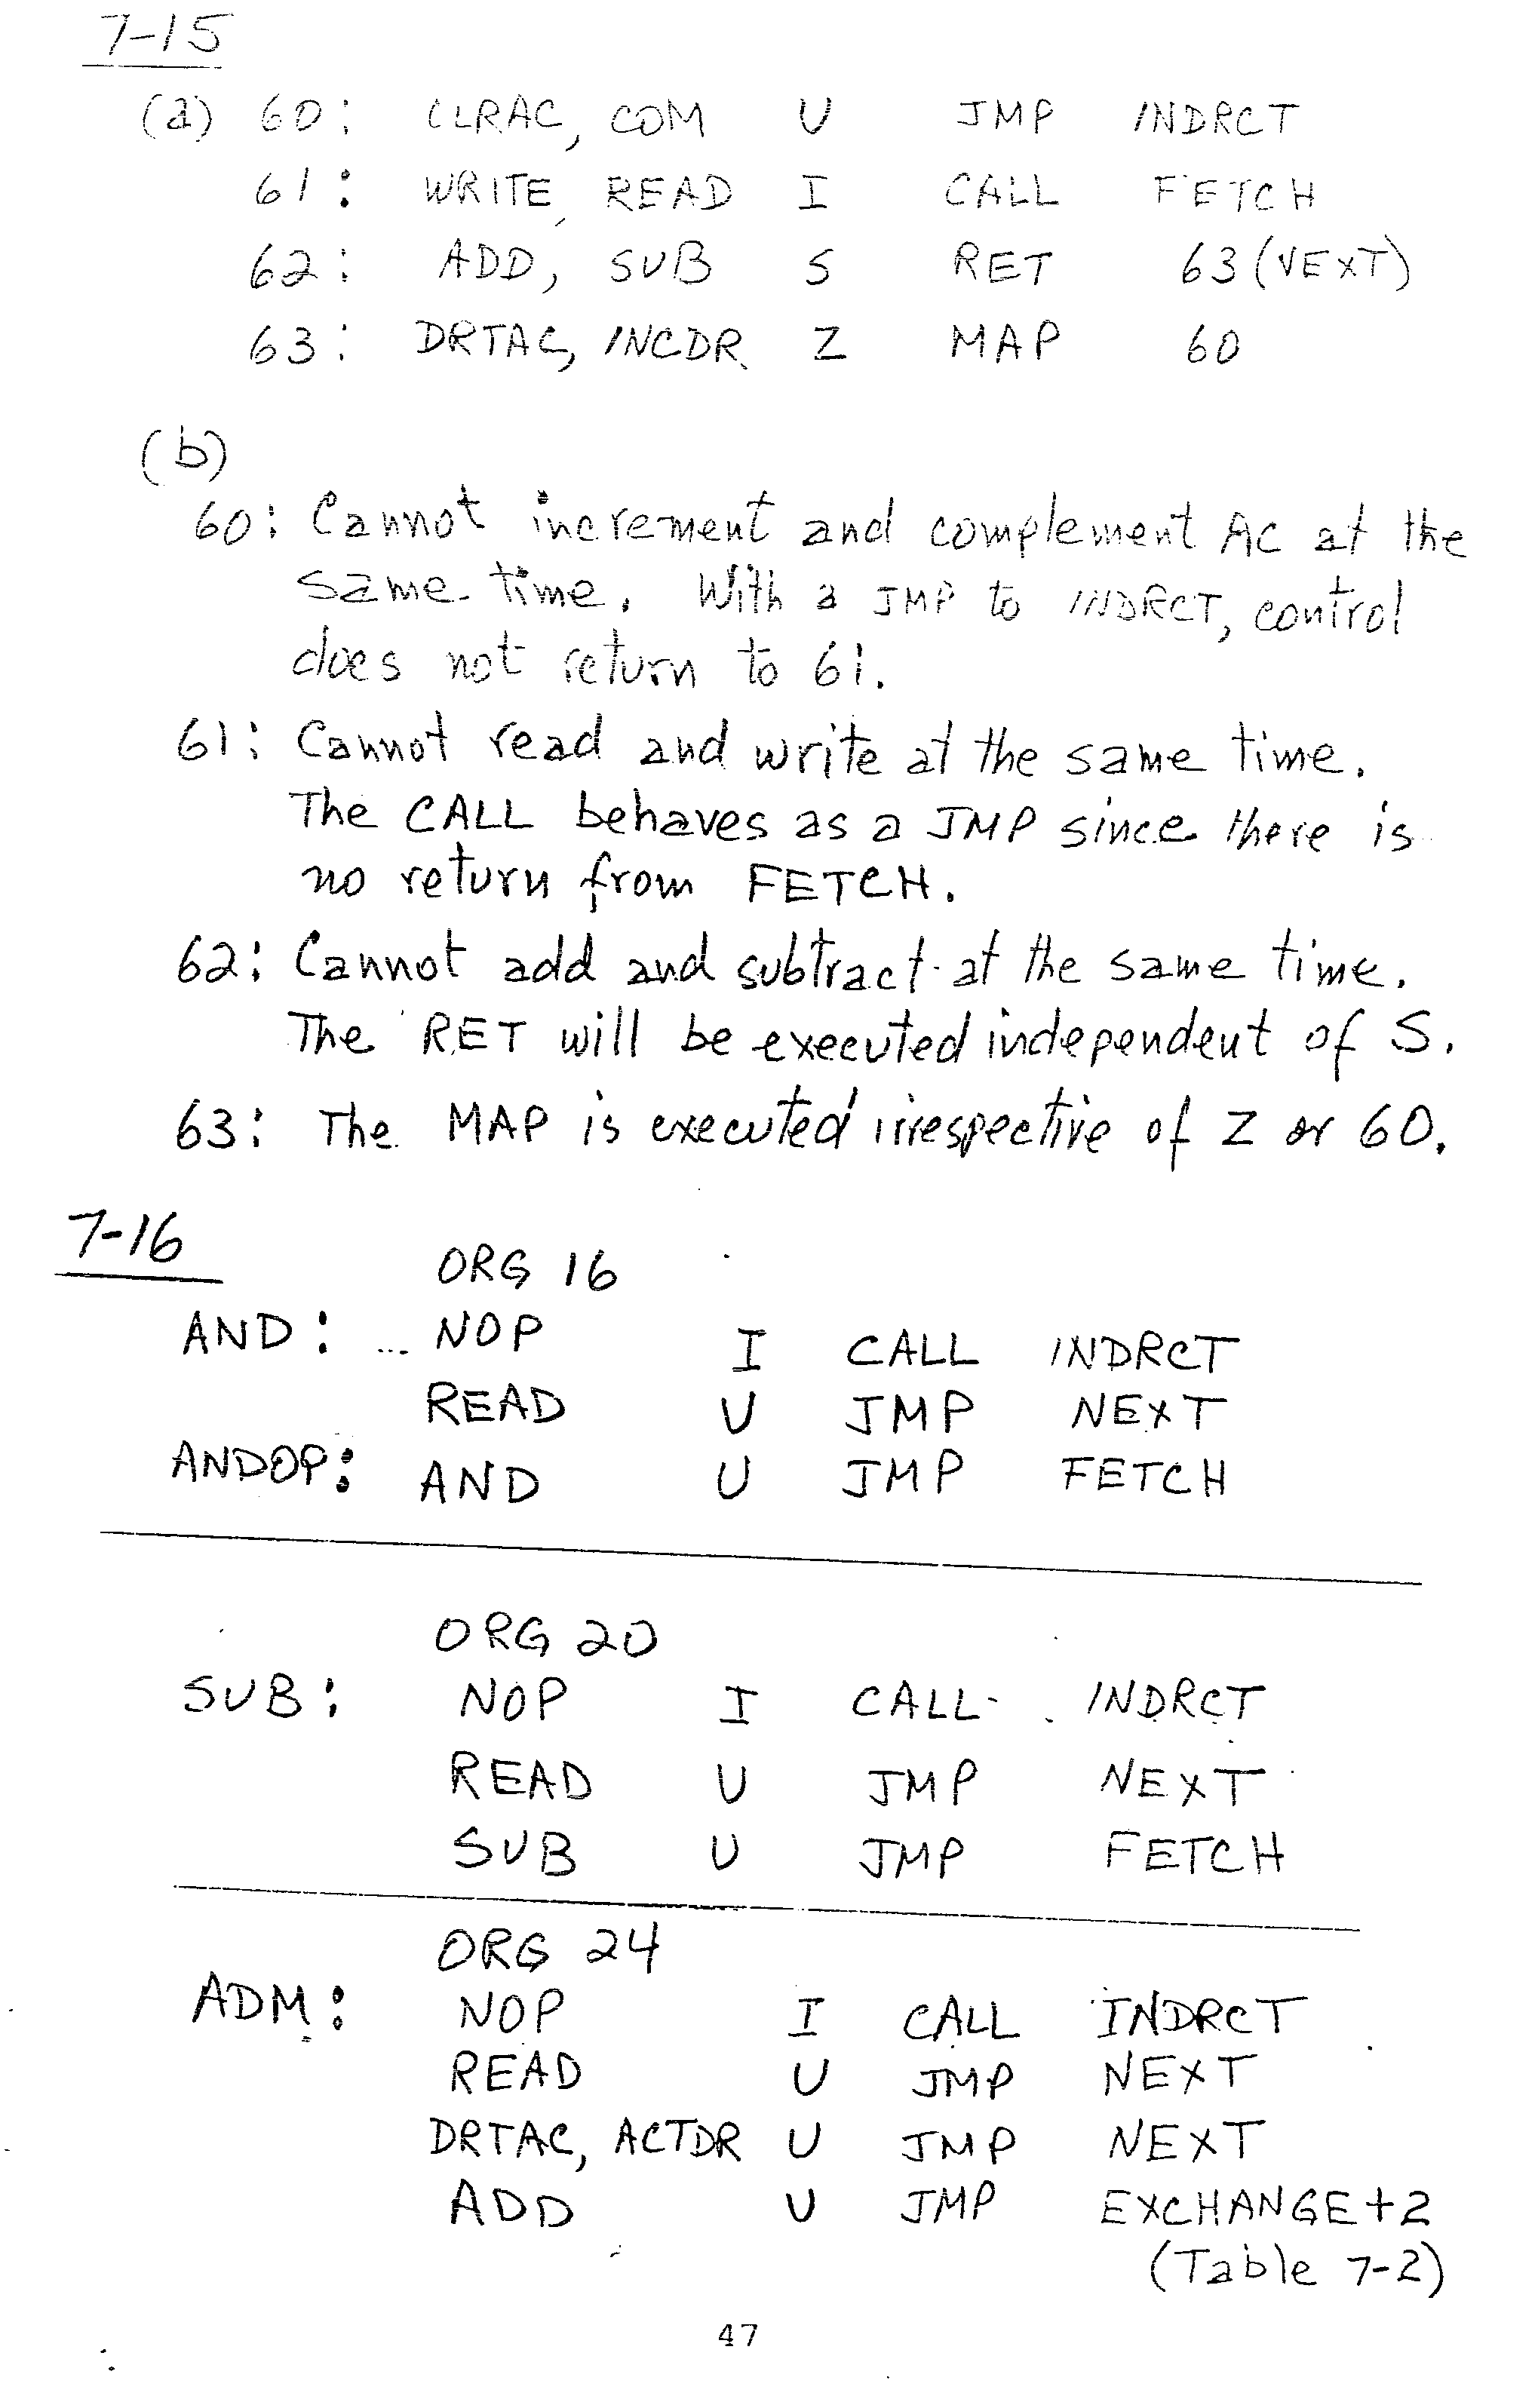 7-15
(a) 60: CLRAC, COM U JMP INDRCT
61: WRITE, READ I CALL FETCH
62: ADD, SUB S RET 63(NEXT)
63: DRTAC, INCDR Z MAP 60
(b)
60: Cannot increment and complement AC at the
same time. With a JMP to INDRCT, control
does not return to 61.
61: Cannot read and write at the same time.
The CALL behaves as a JMP since there is
no return from FETCH.
62: Cannot add and subtract at the same time.
The RET will be executed independent of S.
63: The MAP is executed irrespective of Z or 60.
7-16
ORG 16
AND: NOP I CALL INDRCT
READ U JMP NEXT
ANDOP: AND U JMP FETCH
ORG 20
SUB: NOP I CALL INDRCT
READ U JMP NEXT
SUB U JMP FETCH
ORG 24
ADM: NOP I CALL INDRCT
READ U JMP NEXT
DRTAC, ACTDR U JMP NEXT
ADD U JMP EXCHANGE+2
(Table 7-2)
47